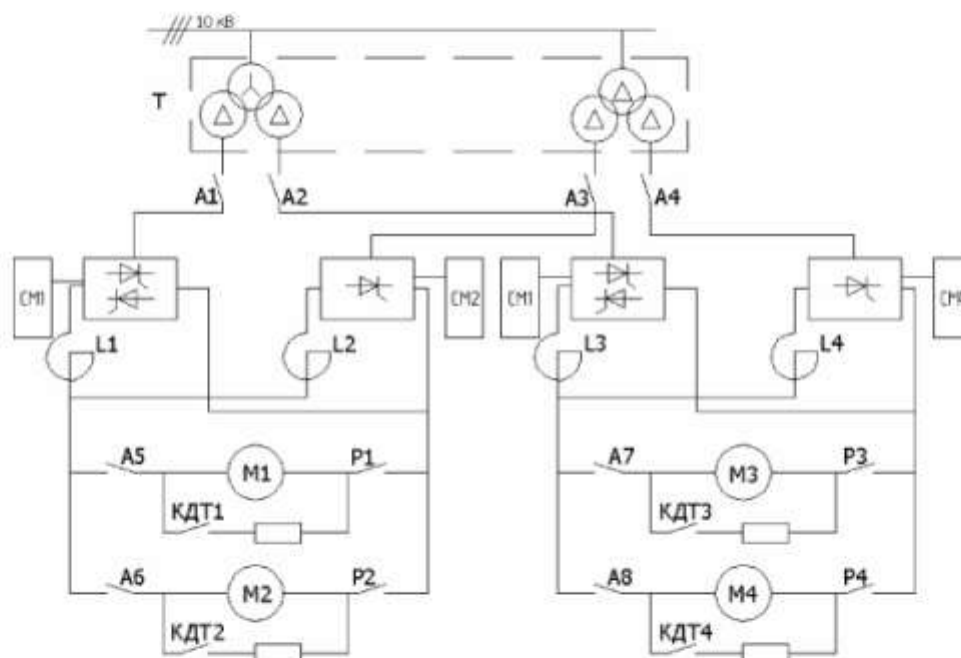 10 кВ
Т
А1 А2 А3 А4
СМ1 СМ2 СМ1
L1 L2 L3 L4
А5 М1 Р1 А7 М3 Р3
КДТ1 КДТ3
А6 М2 Р2 А8 М4 Р4
КДТ2 КДТ4